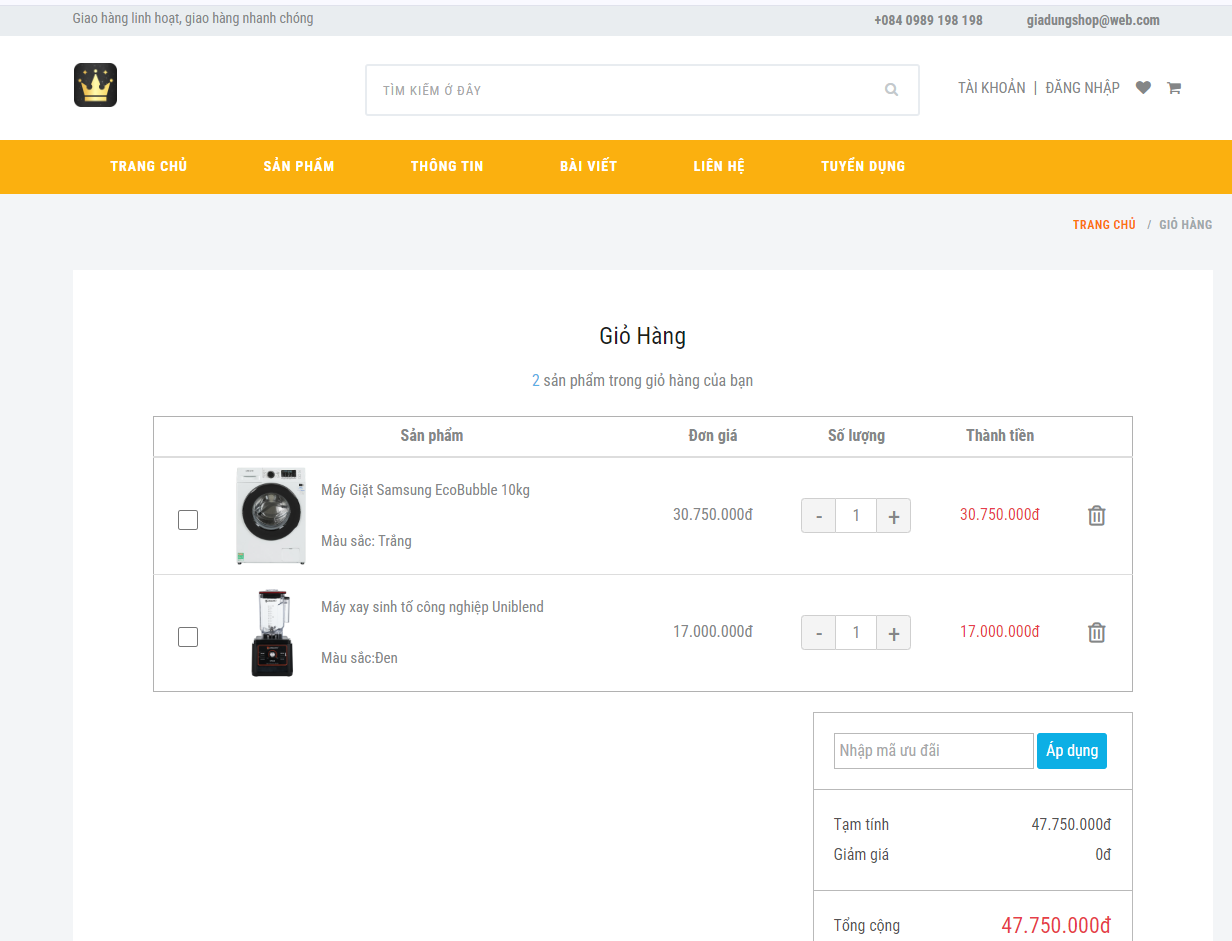 Giao hàng linh hoạt, giao hàng nhanh chóng +084 0989 198 198 giadungshop@web.com
TÌM KIẾM Ở ĐÂY TÀI KHOẢN | ĐĂNG NHẬP
TRANG CHỦ SẢN PHẨM THÔNG TIN BÀI VIẾT LIÊN HỆ TUYỂN DỤNG
TRANG CHỦ / GIỎ HÀNG
Giỏ Hàng
2 sản phẩm trong giỏ hàng của bạn
Sản phẩm Đơn giá Số lượng Thành tiền
Máy Giặt Samsung EcoBubble 10kg
30.750.000đ - 1 + 30.750.000đ
Màu sắc: Trắng
Máy xay sinh tố công nghiệp Uniblend
17.000.000đ - 1 + 17.000.000đ
Màu sắc:Đen
Nhập mã ưu đãi Áp dụng
Tạm tính 47.750.000đ
Giảm giá 0đ
Tổng cộng 47.750.000đ